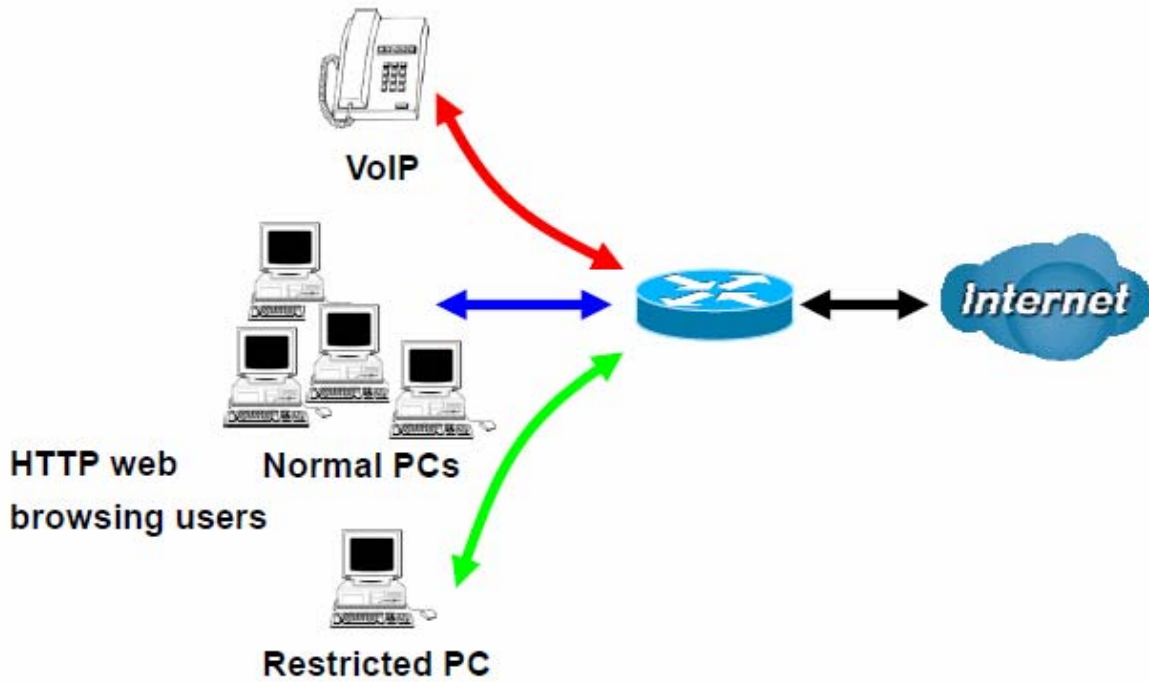 VoIP
Internet
HTTP web
browsing users
Normal PCs
Restricted PC